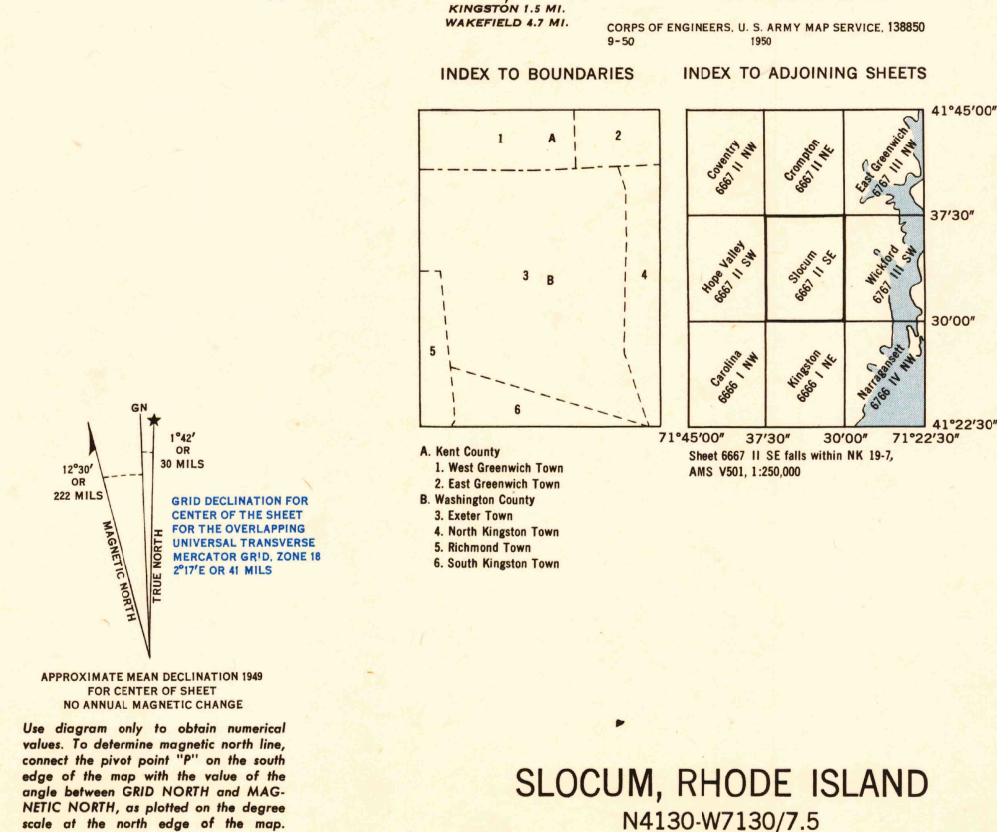 KINGSTON 1.5 MI.
WAKEFIELD 4.7 MI.
CORPS OF ENGINEERS, U. S. ARMY MAP SERVICE, 138850
9-50 1950
INDEX TO BOUNDARIES
1 A 2
3 B 4
5
6
A. Kent County
1. West Greenwich Town
2. East Greenwich Town
B. Washington County
3. Exeter Town
4. North Kingston Town
5. Richmond Town
6. South Kingston Town
INDEX TO ADJOINING SHEETS
41°45'00"
Coventry
6667 II NW
Crompton
6667 II NE
East Greenwich
6767 III NW
37'30"
Hope Valley
6667 II SW
Slocum
6667 II SE
Wickford
6767 III SW
30'00"
Carolina
6666 I NW
Kingston
6666 I NE
Narragansett
6766 IV NW
41°22'30"
71°45'00" 37'30" 30'00" 71°22'30"
Sheet 6667 II SE falls within NK 19-7,
AMS V501, 1:250,000
GN
1°42'
OR
30 MILS
12°30'
OR
222 MILS
MAGNETIC NORTH
TRUE NORTH
GRID DECLINATION FOR
CENTER OF THE SHEET
FOR THE OVERLAPPING
UNIVERSAL TRANSVERSE
MERCATOR GRID, ZONE 18
2°17'E OR 41 MILS
APPROXIMATE MEAN DECLINATION 1949
FOR CENTER OF SHEET
NO ANNUAL MAGNETIC CHANGE
Use diagram only to obtain numerical
values. To determine magnetic north line,
connect the pivot point "P" on the south
edge of the map with the value of the
angle between GRID NORTH and MAG-
NETIC NORTH, as plotted on the degree
scale at the north edge of the map.
SLOCUM, RHODE ISLAND
N4130-W7130/7.5